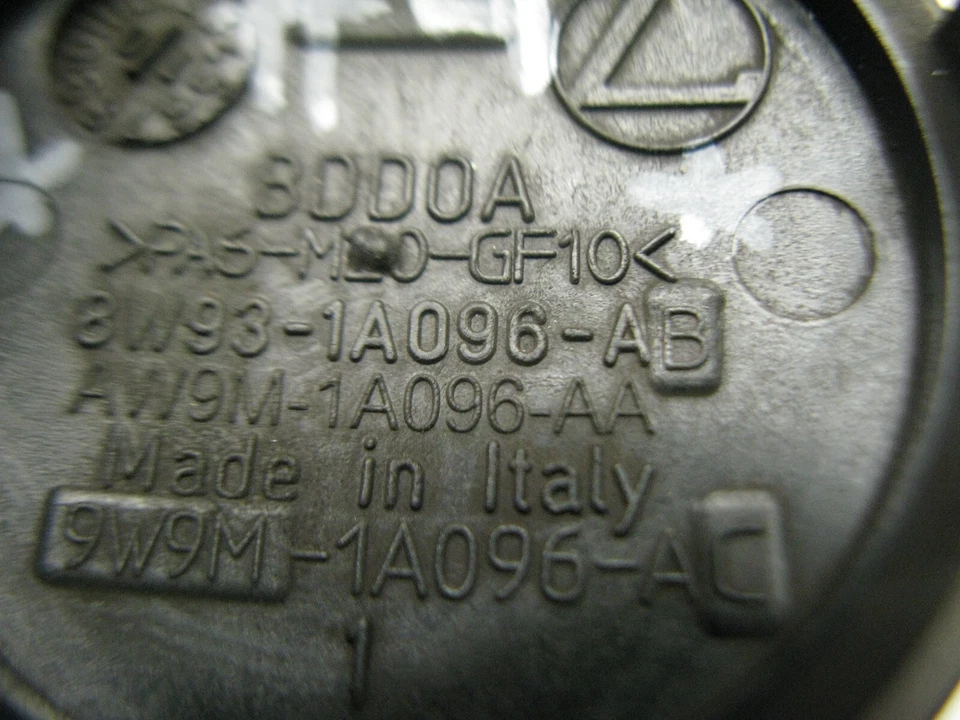 BDD0A
>PA6-M20-GF10<
8W93-1A096-AB
AW9M-1A096-AA
Made in Italy
9W9M-1A096-AC
1